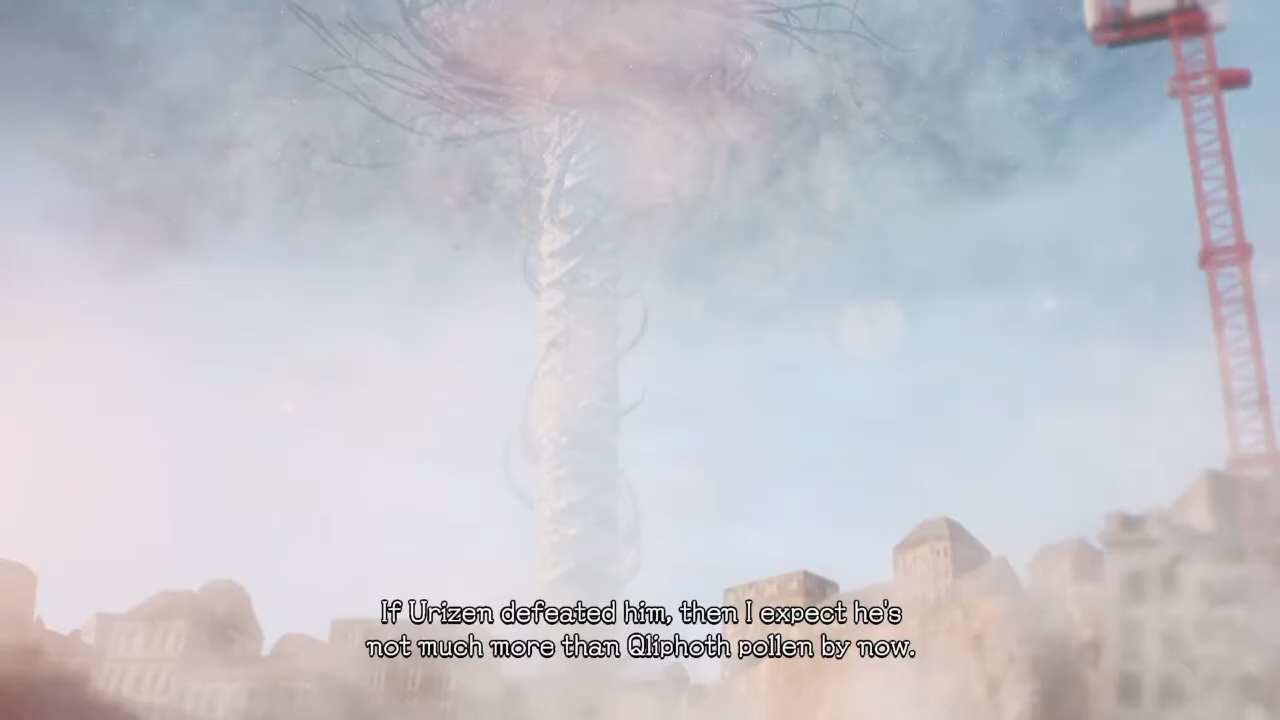 If Urizen defeated him, then I expect he's
not much more than Qliphoth pollen by now.